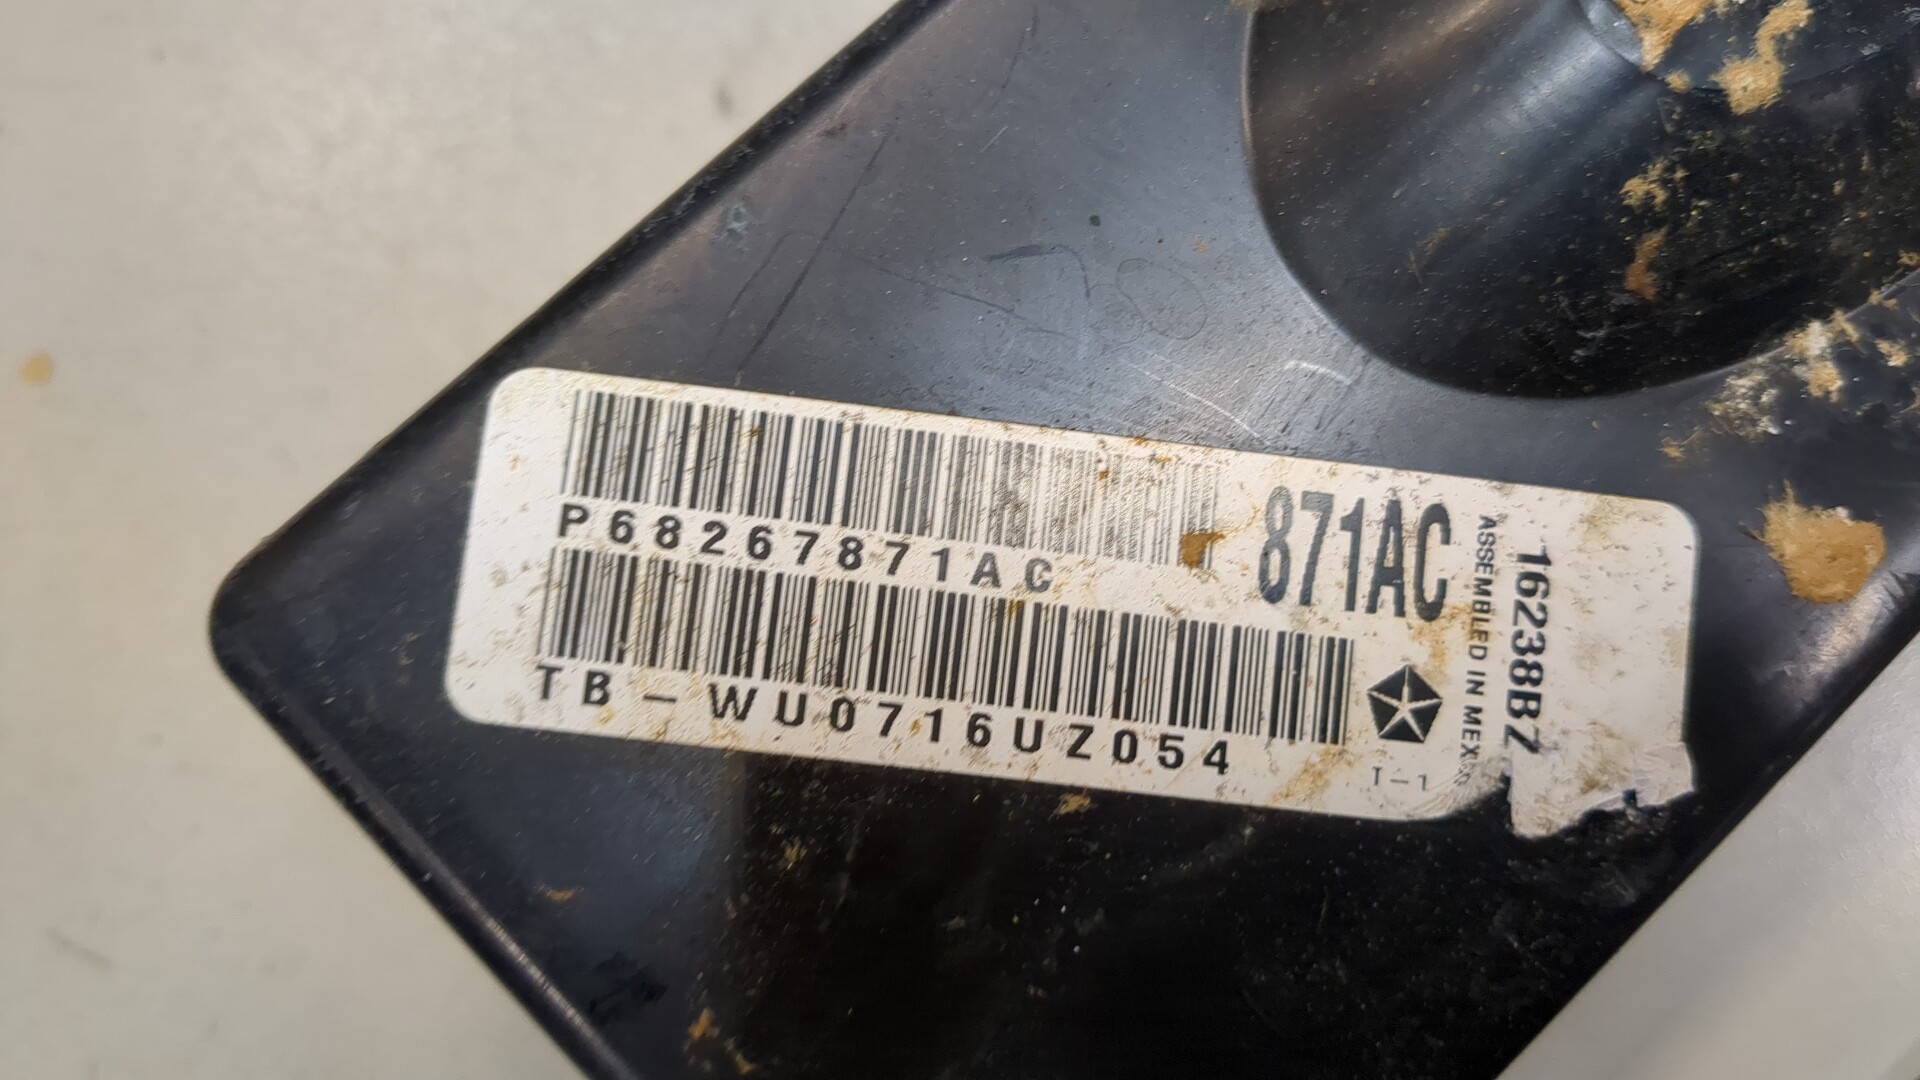 P68267871AC
871AC
TB-WU0716UZ054
T-1
ASSEMBLED IN MEX
16238BZ